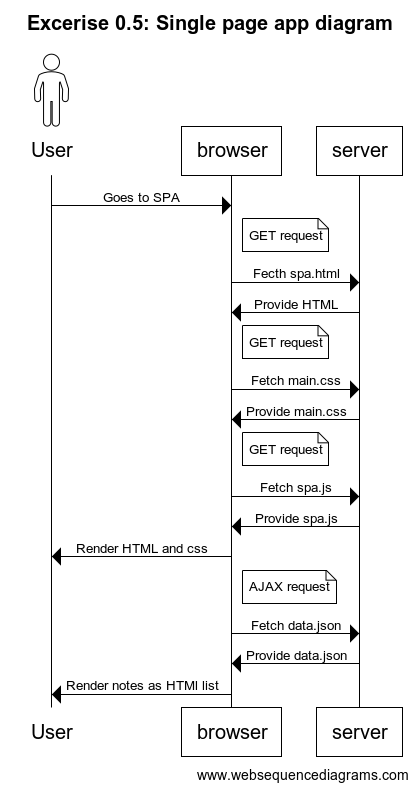 Excerise 0.5: Single page app diagram
User
browser
server
Goes to SPA
GET request
Fecth spa.html
Provide HTML
GET request
Fetch main.css
Provide main.css
GET request
Fetch spa.js
Provide spa.js
Render HTML and css
AJAX request
Fetch data.json
Provide data.json
Render notes as HTMl list
User
browser
server
www.websequencediagrams.com